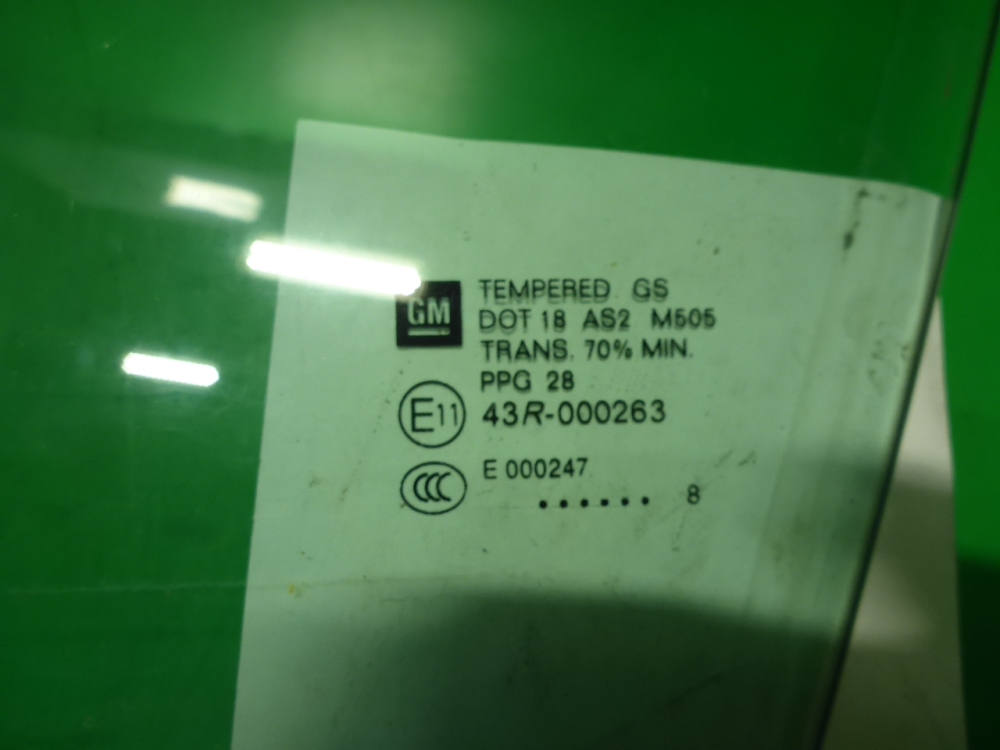 GM
TEMPERED GS
DOT 18 AS2 M505
TRANS. 70% MIN.
PPG 28
E11 43R-000263
CCC E 000247
...... 8